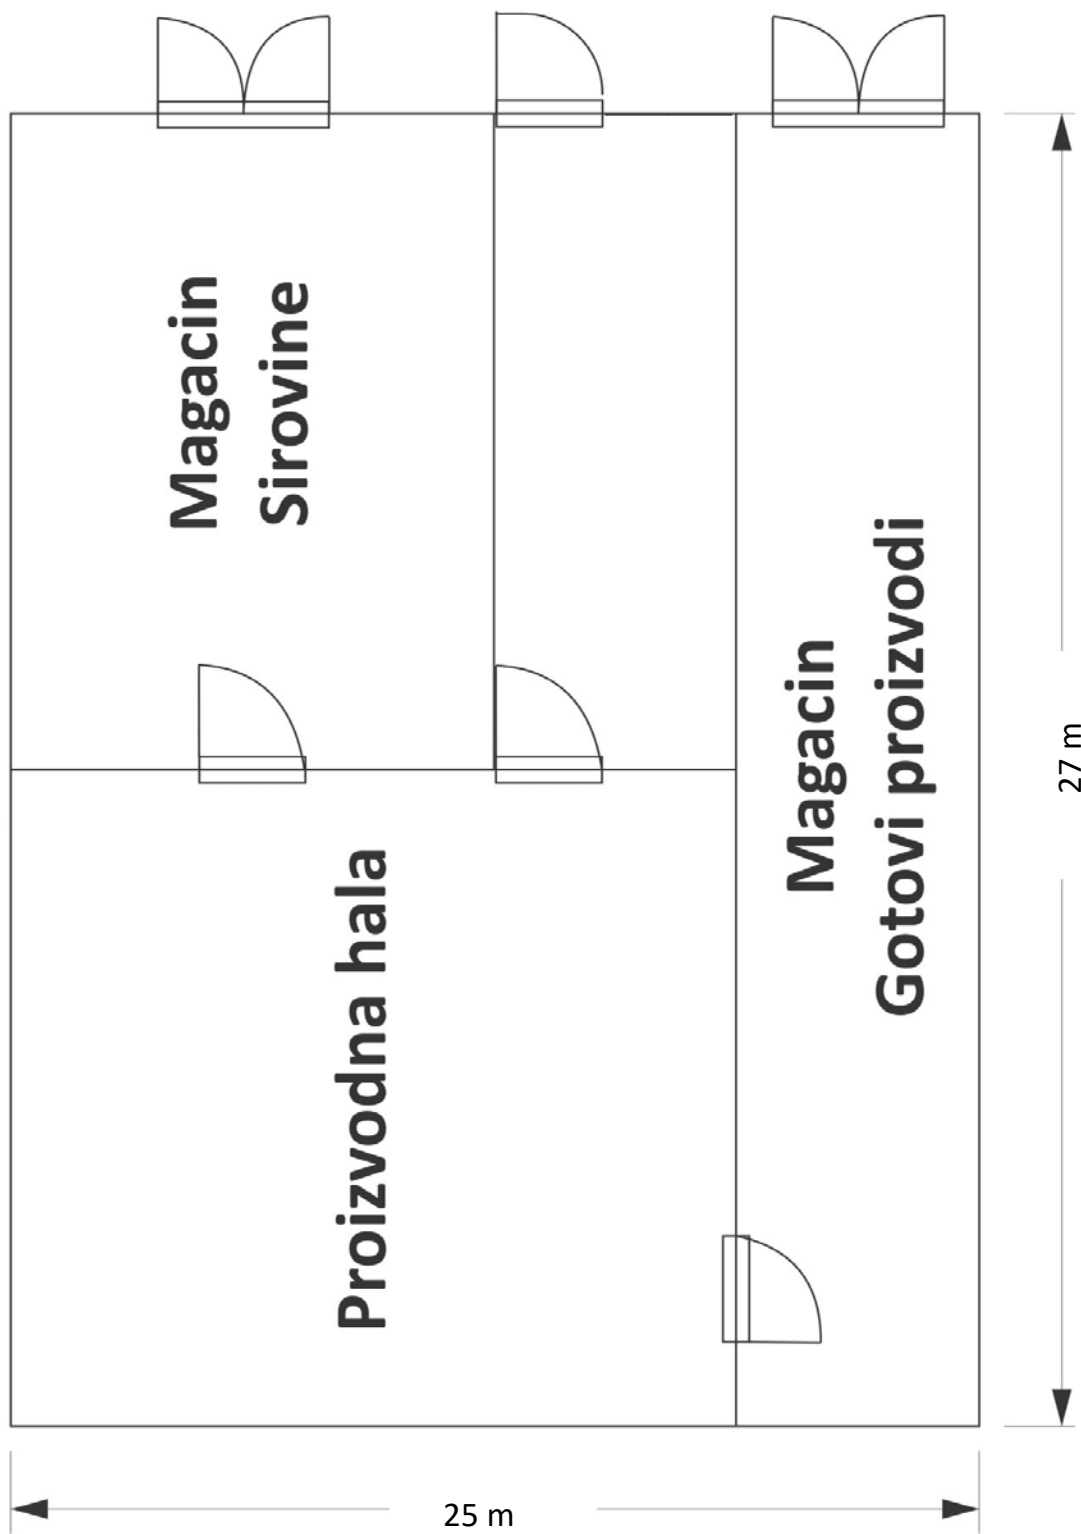 Magacin
Sirovine
Magacin
Gotovi proizvodi
Proizvodna hala
27 m
25 m